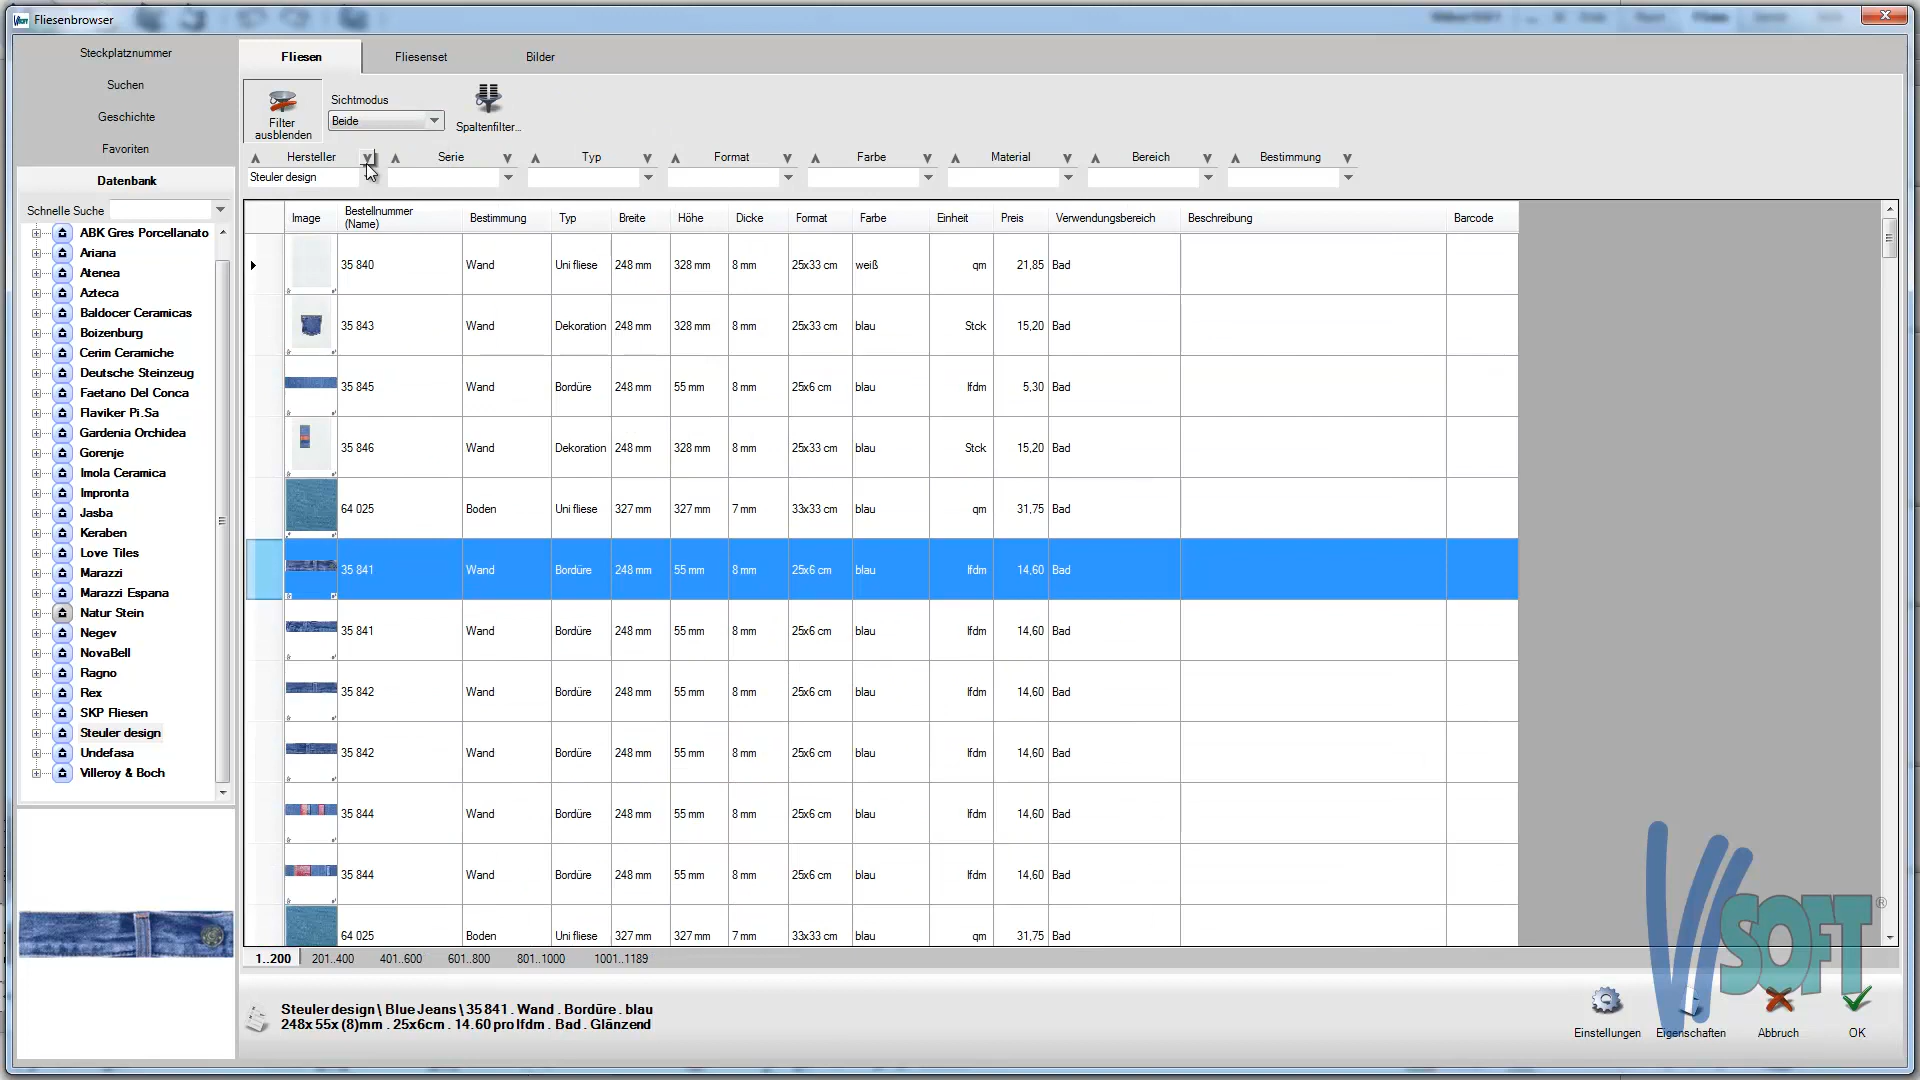 Fliesenbrowser
Steckplatznummer
Suchen
Geschichte
Favoriten
Datenbank
Schnelle Suche
ABK Gres Porcellanato
Ariana
Atenea
Azteca
Baldocer Ceramicas
Boizenburg
Cerim Ceramiche
Deutsche Steinzeug
Faetano Del Conca
Flaviker Pi.Sa
Gardenia Orchidea
Gorenje
Imola Ceramica
Impronta
Jasba
Keraben
Love Tiles
Marazzi
Marazzi Espana
Natur Stein
Negev
NovaBell
Ragno
Rex
SKP Fliesen
Steuler design
Undefasa
Villeroy & Boch
Fliesen Fliesenset Bilder
Filter ausblenden
Sichtmodus
Beide
Spaltenfilter...
Hersteller Serie Typ Format Farbe Material Bereich Bestimmung
Steuler design
Image Bestellnummer (Name) Bestimmung Typ Breite Höhe Dicke Format Farbe Einheit Preis Verwendungsbereich Beschreibung Barcode
35 840 Wand Uni fliese 248 mm 328 mm 8 mm 25x33 cm weiß qm 21,85 Bad
35 843 Wand Dekoration 248 mm 328 mm 8 mm 25x33 cm blau Stck 15,20 Bad
35 845 Wand Bordüre 248 mm 55 mm 8 mm 25x6 cm blau lfdm 5,30 Bad
35 846 Wand Dekoration 248 mm 328 mm 8 mm 25x33 cm blau Stck 15,20 Bad
64 025 Boden Uni fliese 327 mm 327 mm 7 mm 33x33 cm blau qm 31,75 Bad
35 841 Wand Bordüre 248 mm 55 mm 8 mm 25x6 cm blau lfdm 14,60 Bad
35 841 Wand Bordüre 248 mm 55 mm 8 mm 25x6 cm blau lfdm 14,60 Bad
35 842 Wand Bordüre 248 mm 55 mm 8 mm 25x6 cm blau lfdm 14,60 Bad
35 842 Wand Bordüre 248 mm 55 mm 8 mm 25x6 cm blau lfdm 14,60 Bad
35 844 Wand Bordüre 248 mm 55 mm 8 mm 25x6 cm blau lfdm 14,60 Bad
35 844 Wand Bordüre 248 mm 55 mm 8 mm 25x6 cm blau lfdm 14,60 Bad
64 025 Boden Uni fliese 327 mm 327 mm 7 mm 33x33 cm blau qm 31,75 Bad
1..200 201..400 401..600 601..800 801..1000 1001..1189
Steuler design \ Blue Jeans \ 35 841 . Wand . Bordüre . blau
248x 55x (8)mm . 25x6cm . 14.60 pro lfdm . Bad . Glänzend
Einstellungen Eigenschaften Abbruch OK
ViSOFT®